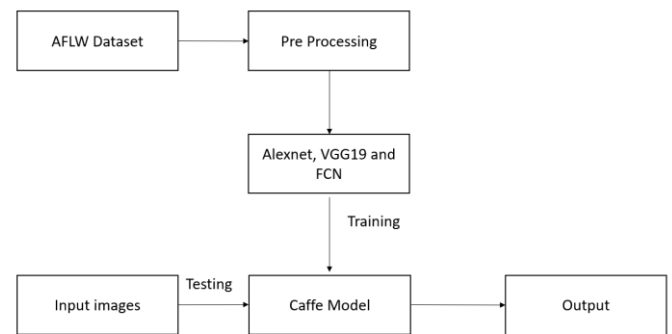 AFLW Dataset
Pre Processing
Alexnet, VGG19 and
FCN
Training
Testing
Input images
Caffe Model
Output